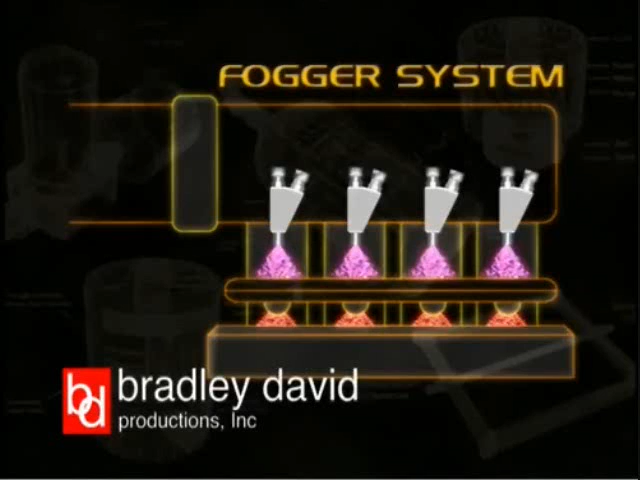 FOGGER SYSTEM
bd
bradley david
productions, Inc